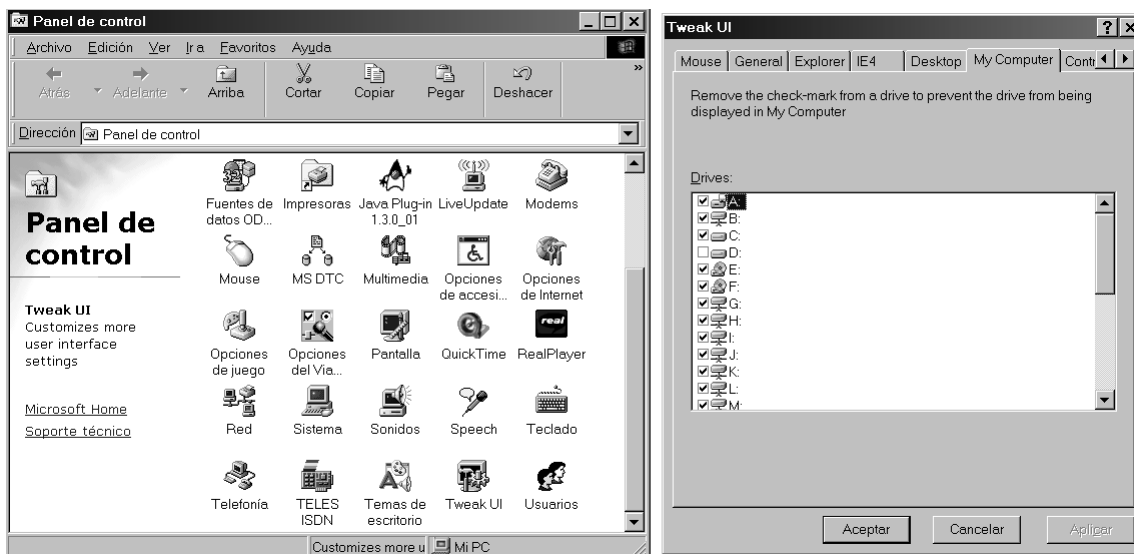 Panel de control
Archivo Edición Ver Ir a Favoritos Ayuda
Atrás Adelante Arriba Cortar Copiar Pegar Deshacer »
Dirección Panel de control
Panel de
control
Tweak UI
Customizes more
user interface
settings
Microsoft Home
Soporte técnico
Fuentes de Impresoras Java Plug-in LiveUpdate Modems
datos OD... 1.3.0_01
Mouse MS DTC Multimedia Opciones Opciones
de accesi... de Internet
Opciones Opciones Pantalla QuickTime RealPlayer
de juego del Via...
Red Sistema Sonidos Speech Teclado
Telefonía TELES Temas de Tweak UI Usuarios
ISDN escritorio
Customizes more u Mi PC
Tweak UI
Mouse General Explorer IE4 Desktop My Computer Contr
Remove the check-mark from a drive to prevent the drive from being
displayed in My Computer
Drives:
A:
B:
C:
D:
E:
F:
G:
H:
I:
J:
K:
L:
M:
Aceptar Cancelar Aplicar